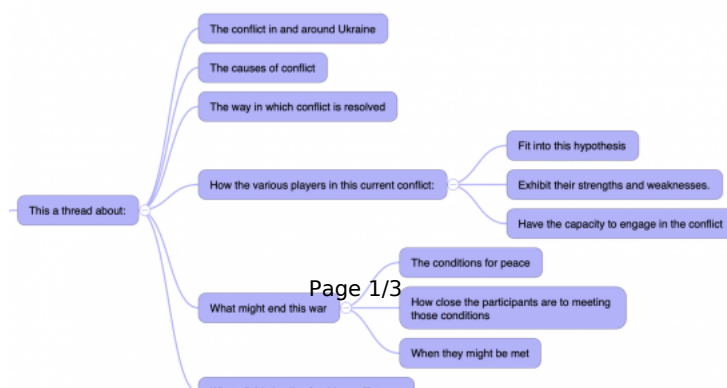 The conflict in and around Ukraine
The causes of conflict
The way in which conflict is resolved
Fit into this hypothesis
This a thread about:
How the various players in this current conflict:
Exhibit their strengths and weaknesses.
Have the capacity to engage in the conflict
The conditions for peace
Page 1/3
What might end this war
How close the participants are to meeting
those conditions
When they might be met